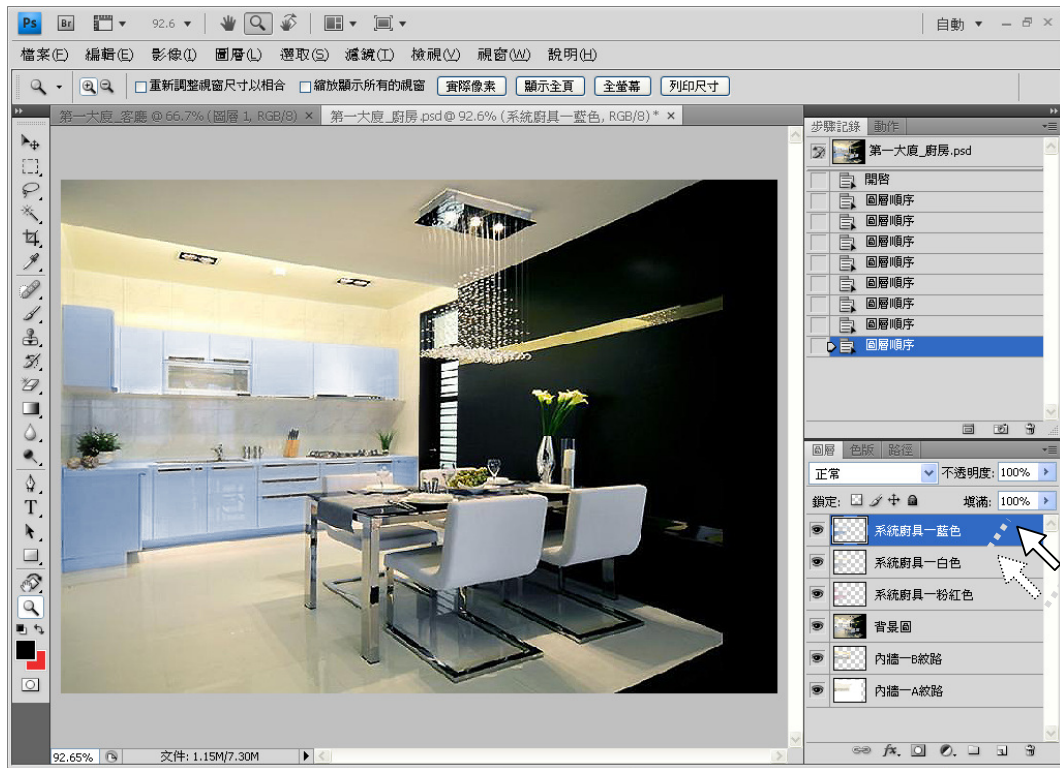 Ps Br 92.6 自動
檔案(F) 編輯(E) 影像(I) 圖層(L) 選取(S) 濾鏡(T) 檢視(V) 視窗(W) 說明(H)
重新調整視窗尺寸以相合 縮放顯示所有的視窗 實際像素 顯示全頁 全螢幕 列印尺寸
第一大廈_客廳 @ 66.7% (圖層 1, RGB/8) × 第一大廈_廚房.psd @ 92.6% (系統廚具—藍色, RGB/8) * ×
步驟記錄 動作
第一大廈_廚房.psd
開啟
圖層順序
圖層順序
圖層順序
圖層順序
圖層順序
圖層順序
圖層順序
圖層順序
圖層 色版 路徑
正常 不透明度: 100%
鎖定: 填滿: 100%
系統廚具—藍色
系統廚具—白色
系統廚具—粉紅色
背景圖
內牆—B紋路
內牆—A紋路
92.65% 文件: 1.15M/7.30M